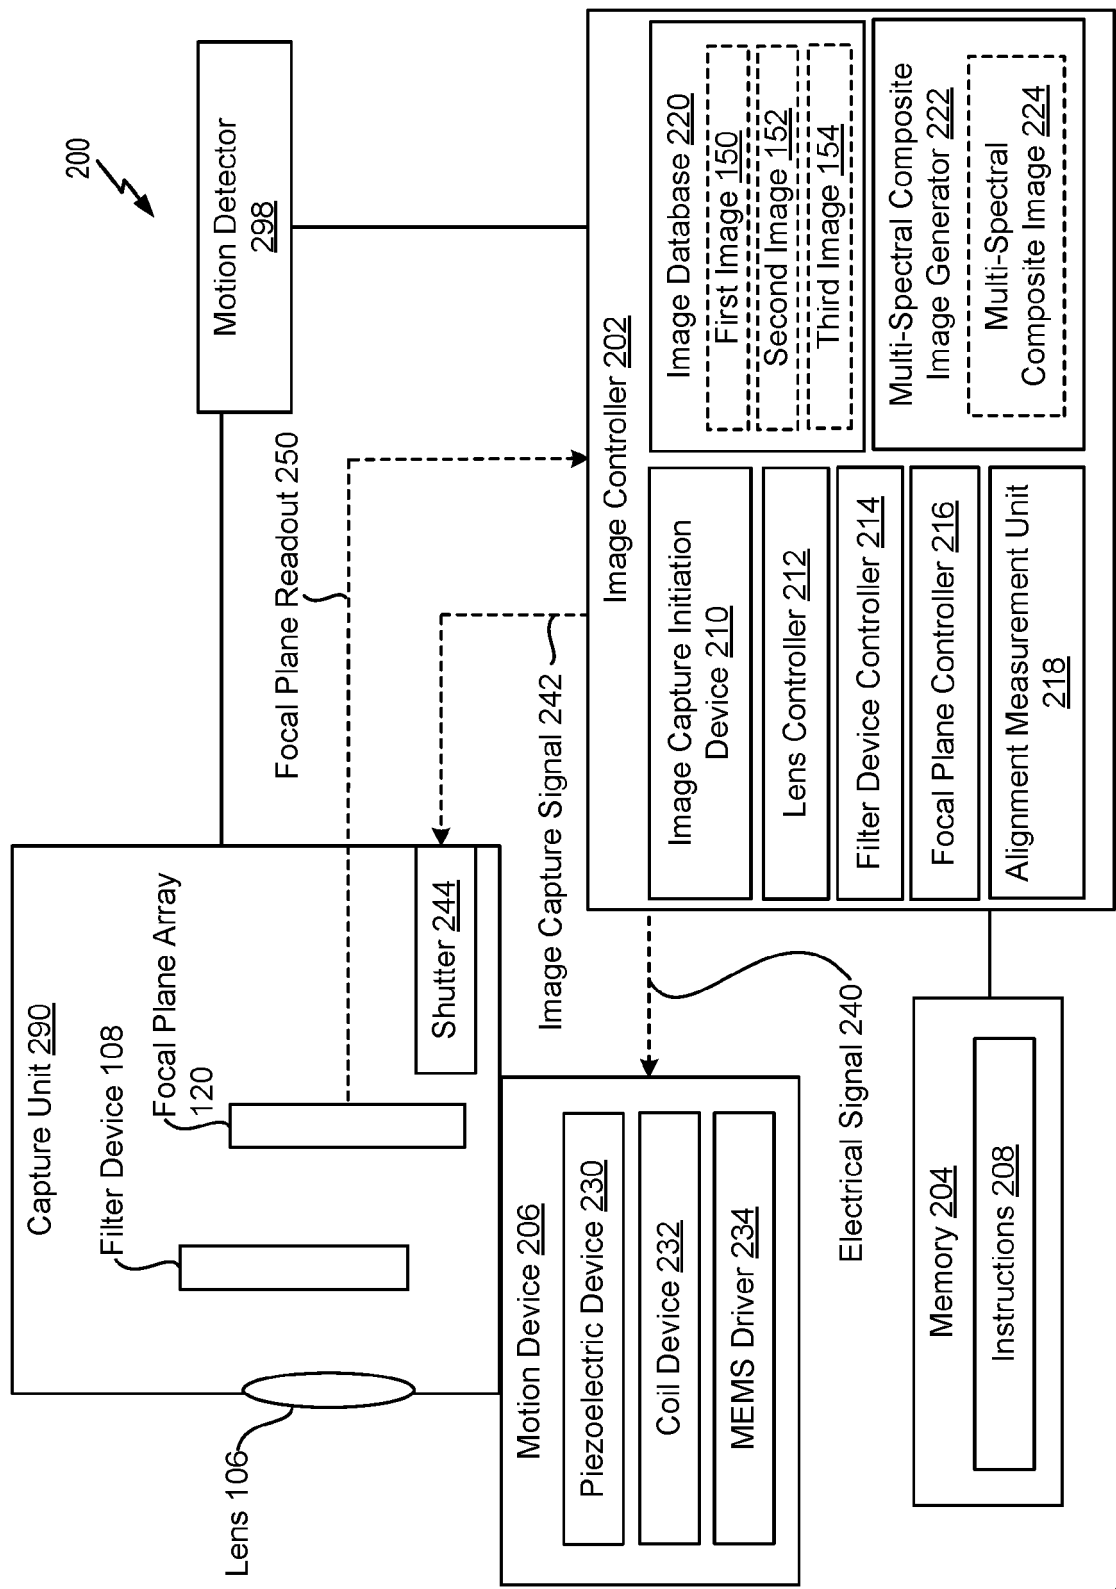 200
Capture Unit 290
Filter Device 108
Focal Plane Array
120
Lens 106
Shutter 244
Focal Plane Readout 250
Motion Detector
298
Image Capture Signal 242
Motion Device 206
Piezoelectric Device 230
Coil Device 232
MEMS Driver 234
Electrical Signal 240
Memory 204
Instructions 208
Image Controller 202
Image Capture Initiation
Device 210
Lens Controller 212
Filter Device Controller 214
Focal Plane Controller 216
Alignment Measurement Unit
218
Image Database 220
First Image 150
Second Image 152
Third Image 154
Multi-Spectral Composite
Image Generator 222
Multi-Spectral
Composite Image 224